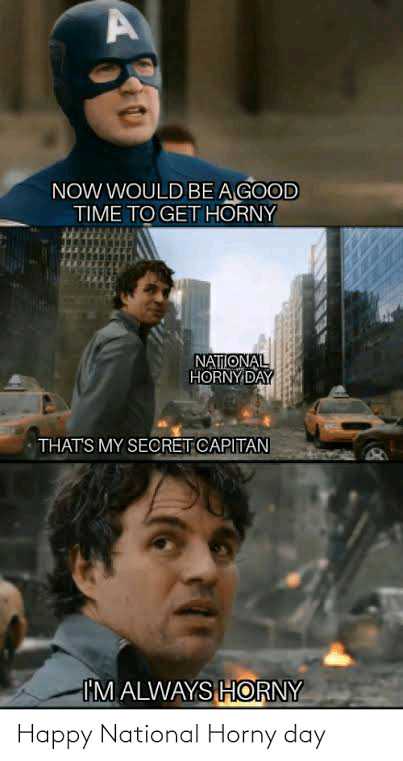 A
NOW WOULD BE A GOOD
TIME TO GET HORNY
NATIONAL
HORNY DAY
THAT'S MY SECRET CAPITAN
I'M ALWAYS HORNY
Happy National Horny day